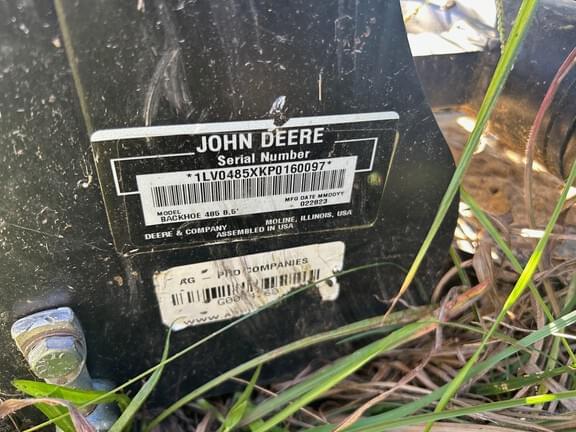 JOHN DEERE
Serial Number
*1LV0485XKP0160097*
MODEL MFG DATE MMDDYY
BACKHOE 485 8.5' 022823
DEERE & COMPANY MOLINE, ILLINOIS, USA
ASSEMBLED IN USA
AG - PRO COMPANIES